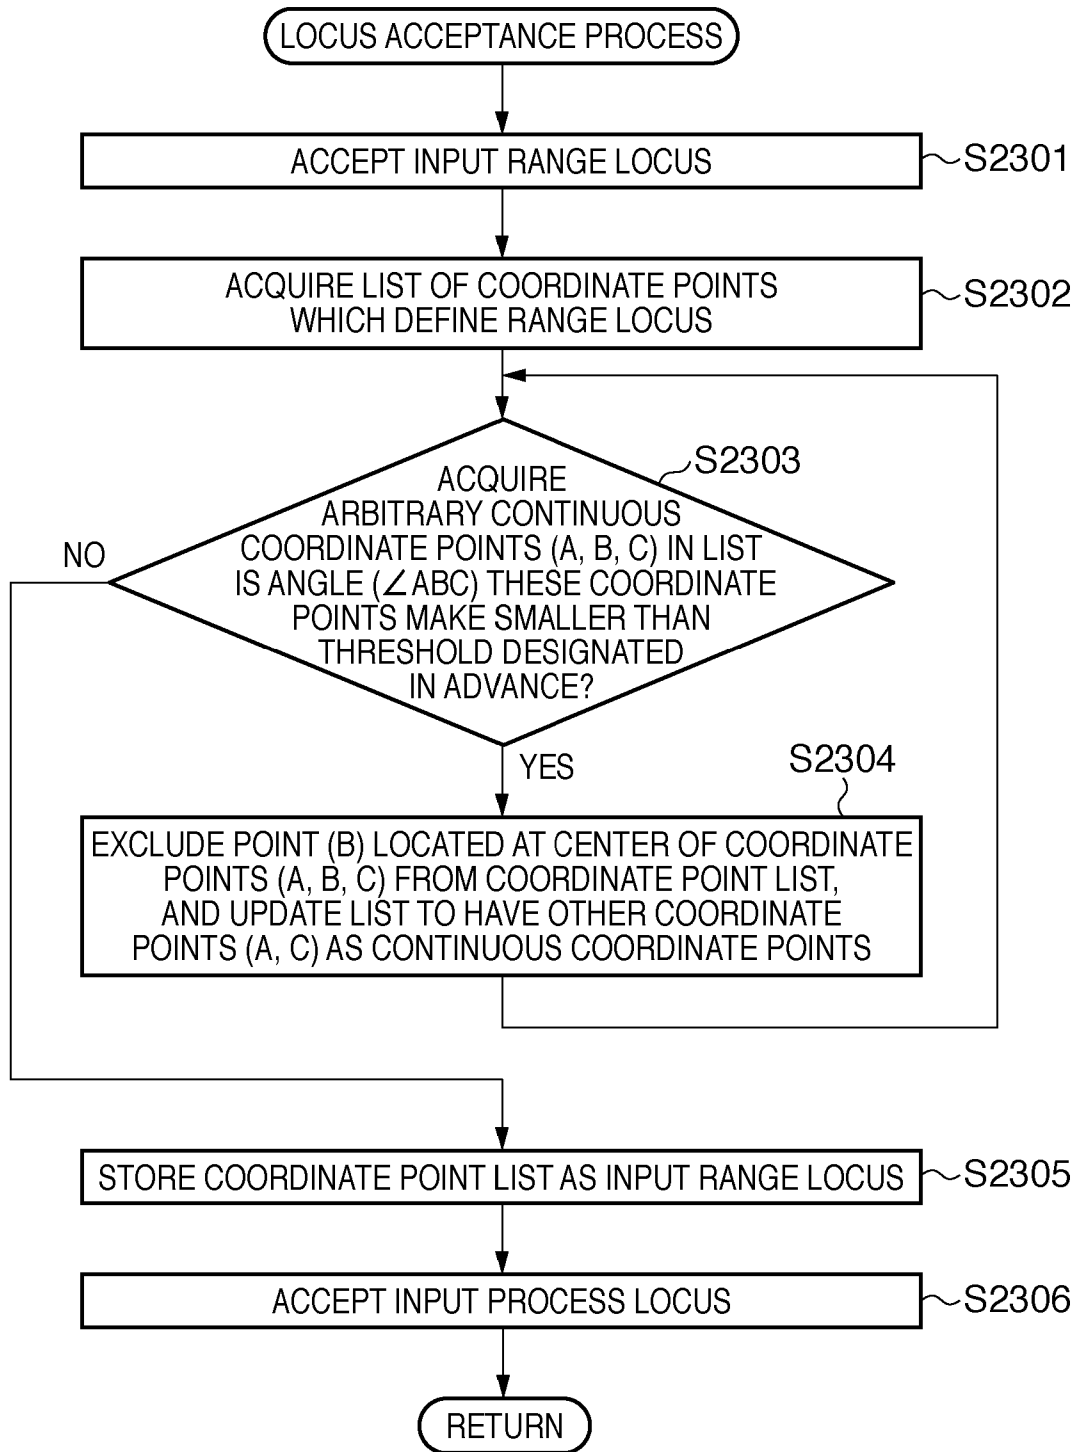 LOCUS ACCEPTANCE PROCESS
ACCEPT INPUT RANGE LOCUS
S2301
ACQUIRE LIST OF COORDINATE POINTS
WHICH DEFINE RANGE LOCUS
S2302
S2303
ACQUIRE
ARBITRARY CONTINUOUS
COORDINATE POINTS (A, B, C) IN LIST
IS ANGLE (∠ABC) THESE COORDINATE
POINTS MAKE SMALLER THAN
THRESHOLD DESIGNATED
IN ADVANCE?
NO
YES
S2304
EXCLUDE POINT (B) LOCATED AT CENTER OF COORDINATE
POINTS (A, B, C) FROM COORDINATE POINT LIST,
AND UPDATE LIST TO HAVE OTHER COORDINATE
POINTS (A, C) AS CONTINUOUS COORDINATE POINTS
STORE COORDINATE POINT LIST AS INPUT RANGE LOCUS
S2305
ACCEPT INPUT PROCESS LOCUS
S2306
RETURN